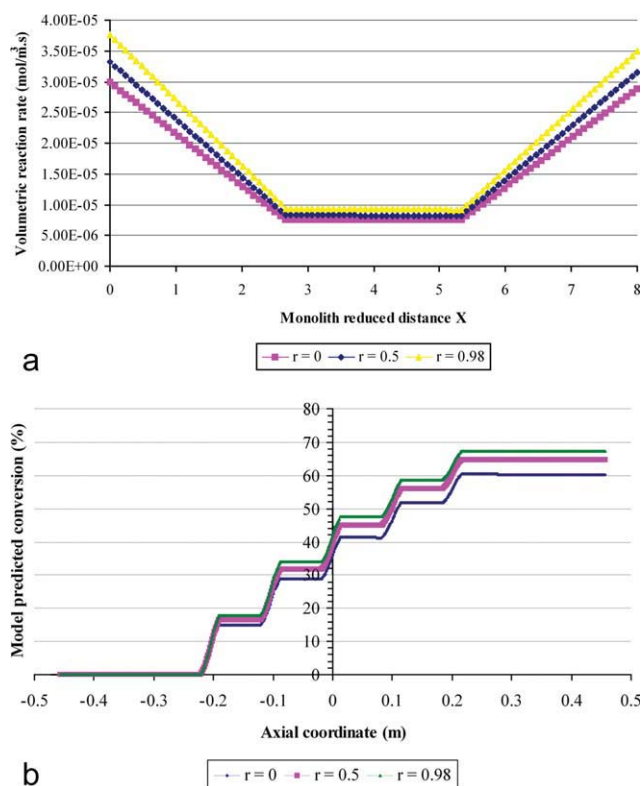 Volumetric reaction rate (mol/m³.s)
4.00E-05
3.50E-05
3.00E-05
2.50E-05
2.00E-05
1.50E-05
1.00E-05
5.00E-06
0.00E+00
0 1 2 3 4 5 6 7 8
Monolith reduced distance X
a
r = 0 r = 0.5 r = 0.98
Model predicted conversion (%)
80
70
60
50
40
30
20
10
0
-0.5 -0.4 -0.3 -0.2 -0.1 0 0.1 0.2 0.3 0.4 0.5
Axial coordinate (m)
b
r = 0 r = 0.5 r = 0.98